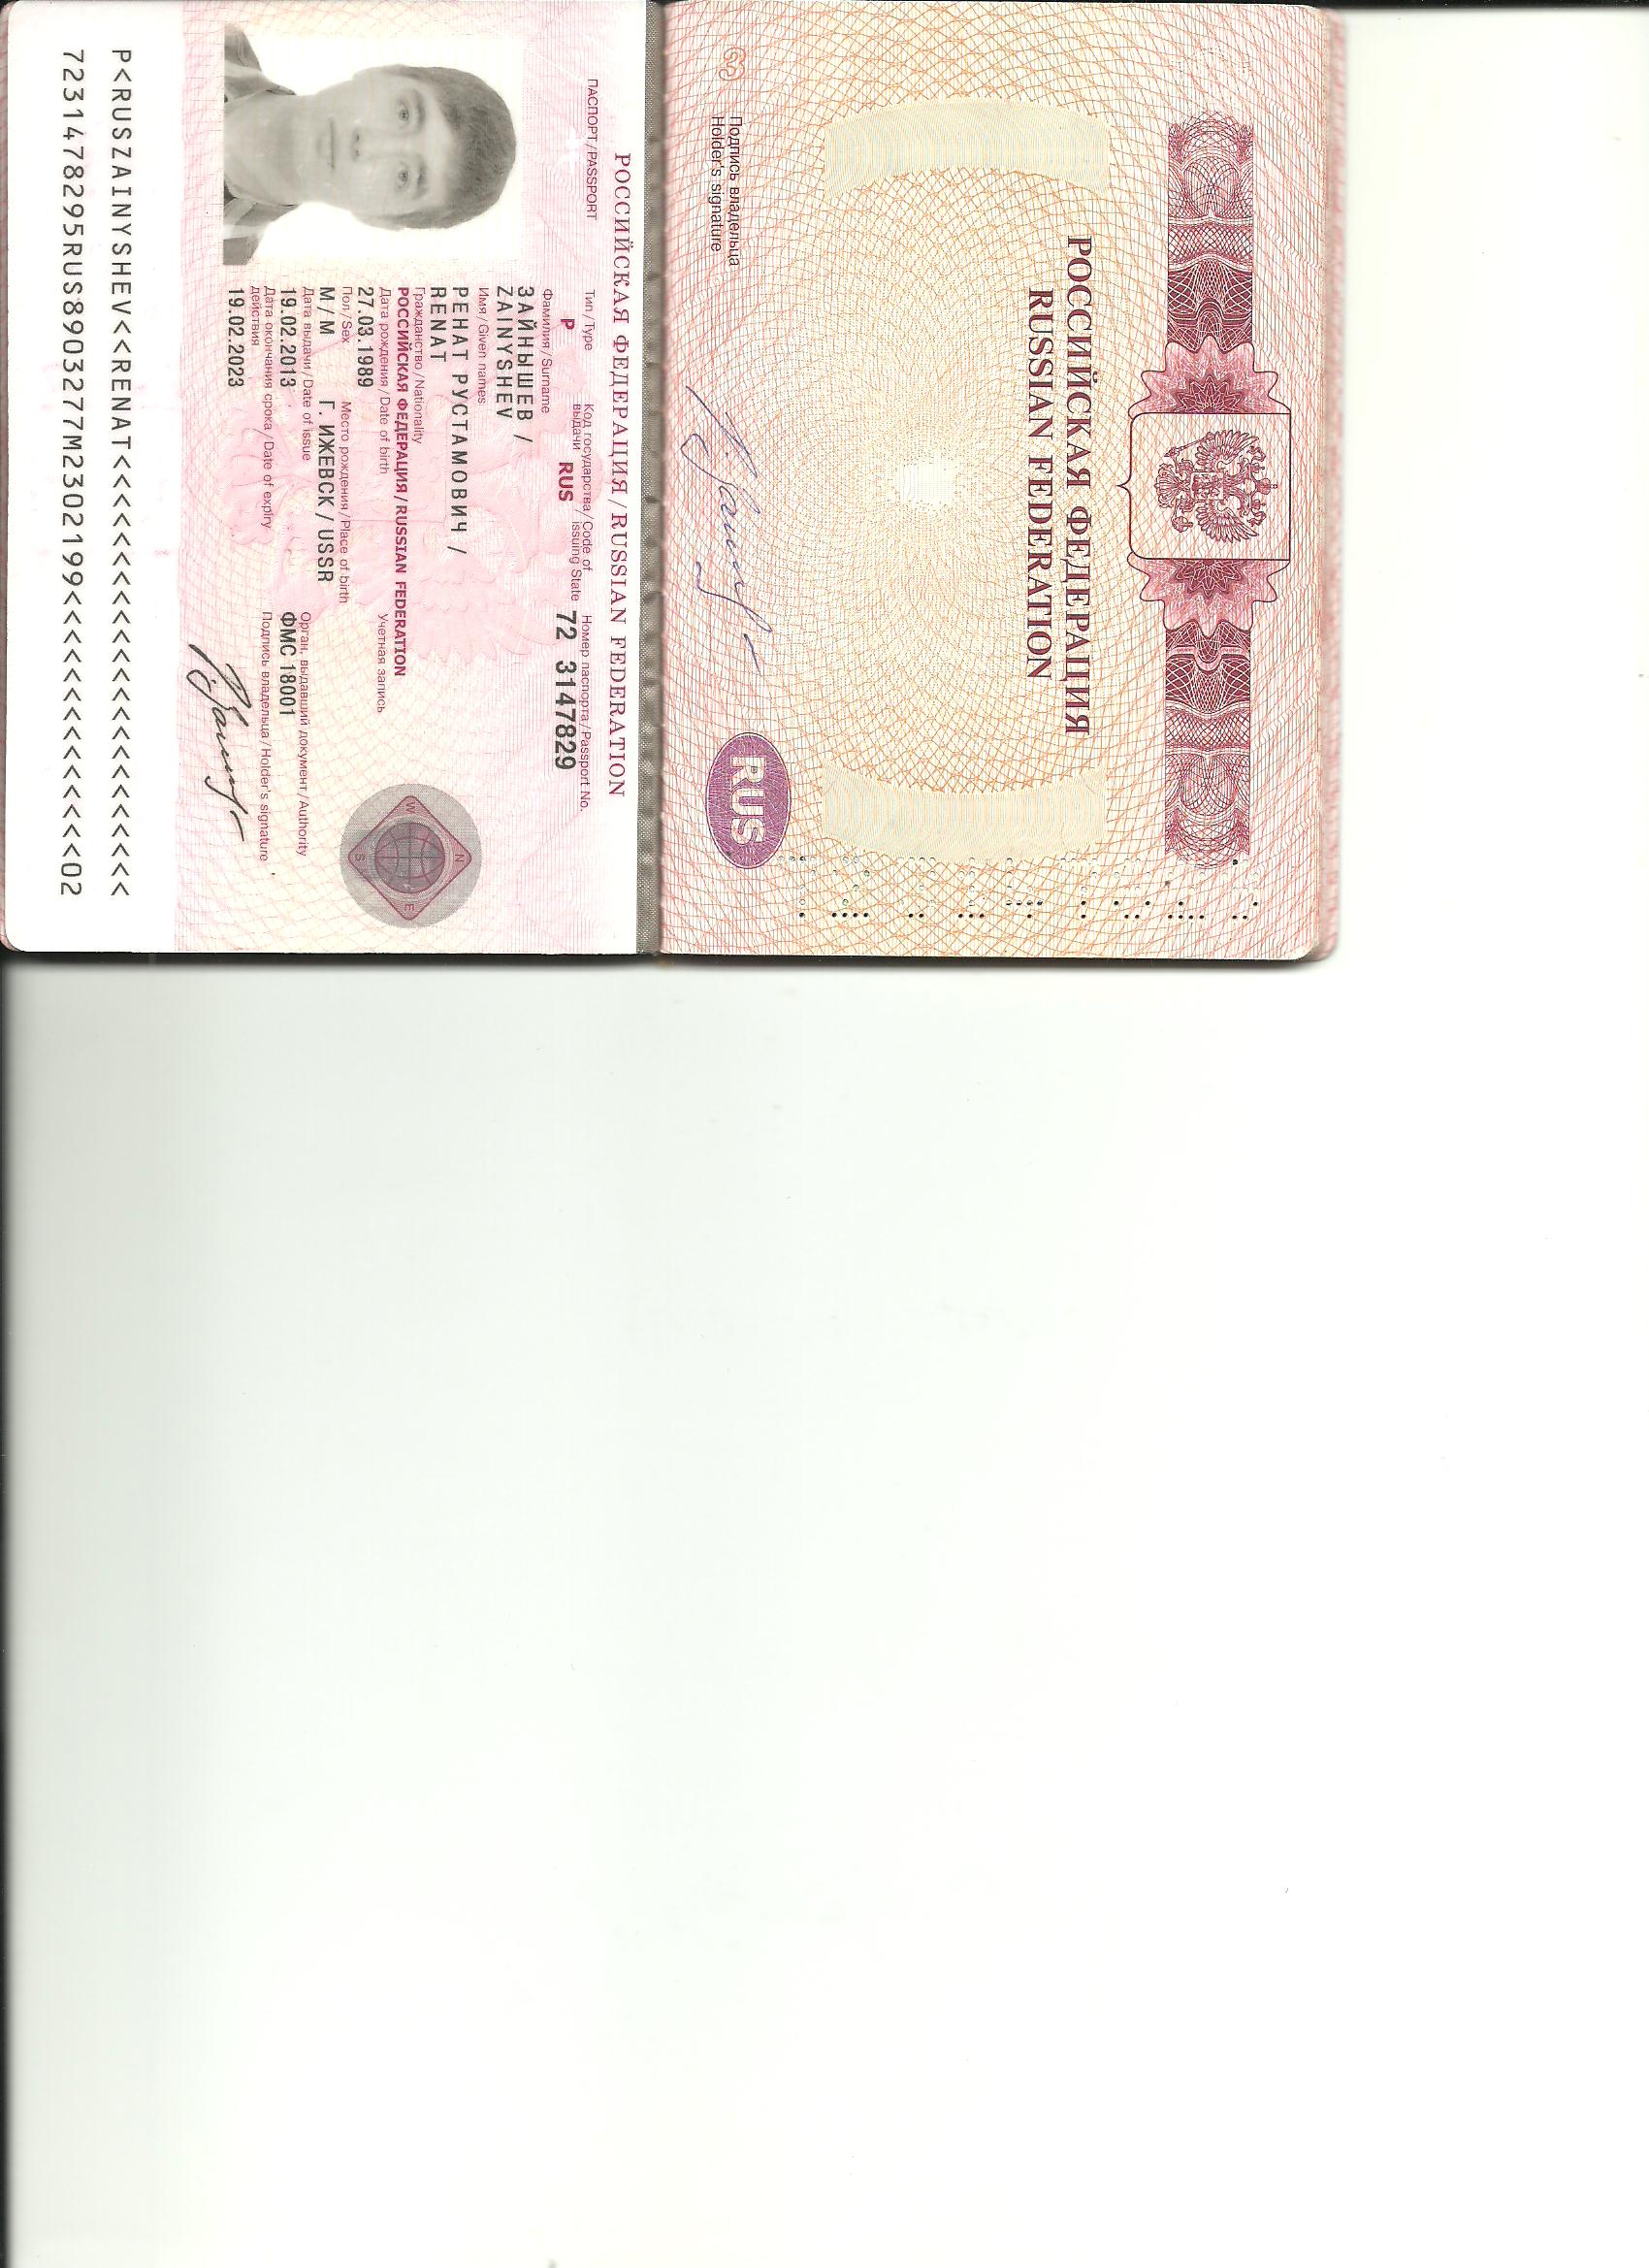 РОССИЙСКАЯ ФЕДЕРАЦИЯ
RUSSIAN FEDERATION
RUS
Подпись владельца
Holder's signature
3
РОССИЙСКАЯ ФЕДЕРАЦИЯ / RUSSIAN FEDERATION
ПАСПОРТ / PASSPORT
Тип / Type
Код государства / Code of
выдачи issuing State
Номер паспорта / Passport No.
P
RUS
72 3147829
Фамилия / Surname
ЗАЙНЫШЕВ /
ZAINYSHEV
Имя / Given names
РЕНАТ РУСТАМОВИЧ /
RENAT
Гражданство / Nationality
РОССИЙСКАЯ ФЕДЕРАЦИЯ / RUSSIAN FEDERATION
Дата рождения / Date of birth
Учетная запись
27.03.1989
Пол / Sex
Место рождения / Place of birth
М / M
Г. ИЖЕВСК / USSR
Дата выдачи / Date of issue
Орган, выдавший документ / Authority
19.02.2013
ФМС 18001
Дата окончания срока / Date of expiry
действия
Подпись владельца / Holder's signature
19.02.2023
N
W
E
S
P<RUSZAINYSHEV<<RENAT<<<<<<<<<<<<<<<<<<<<<<<
7231478295RUS8903277M2302199<<<<<<<<<<<<<<02